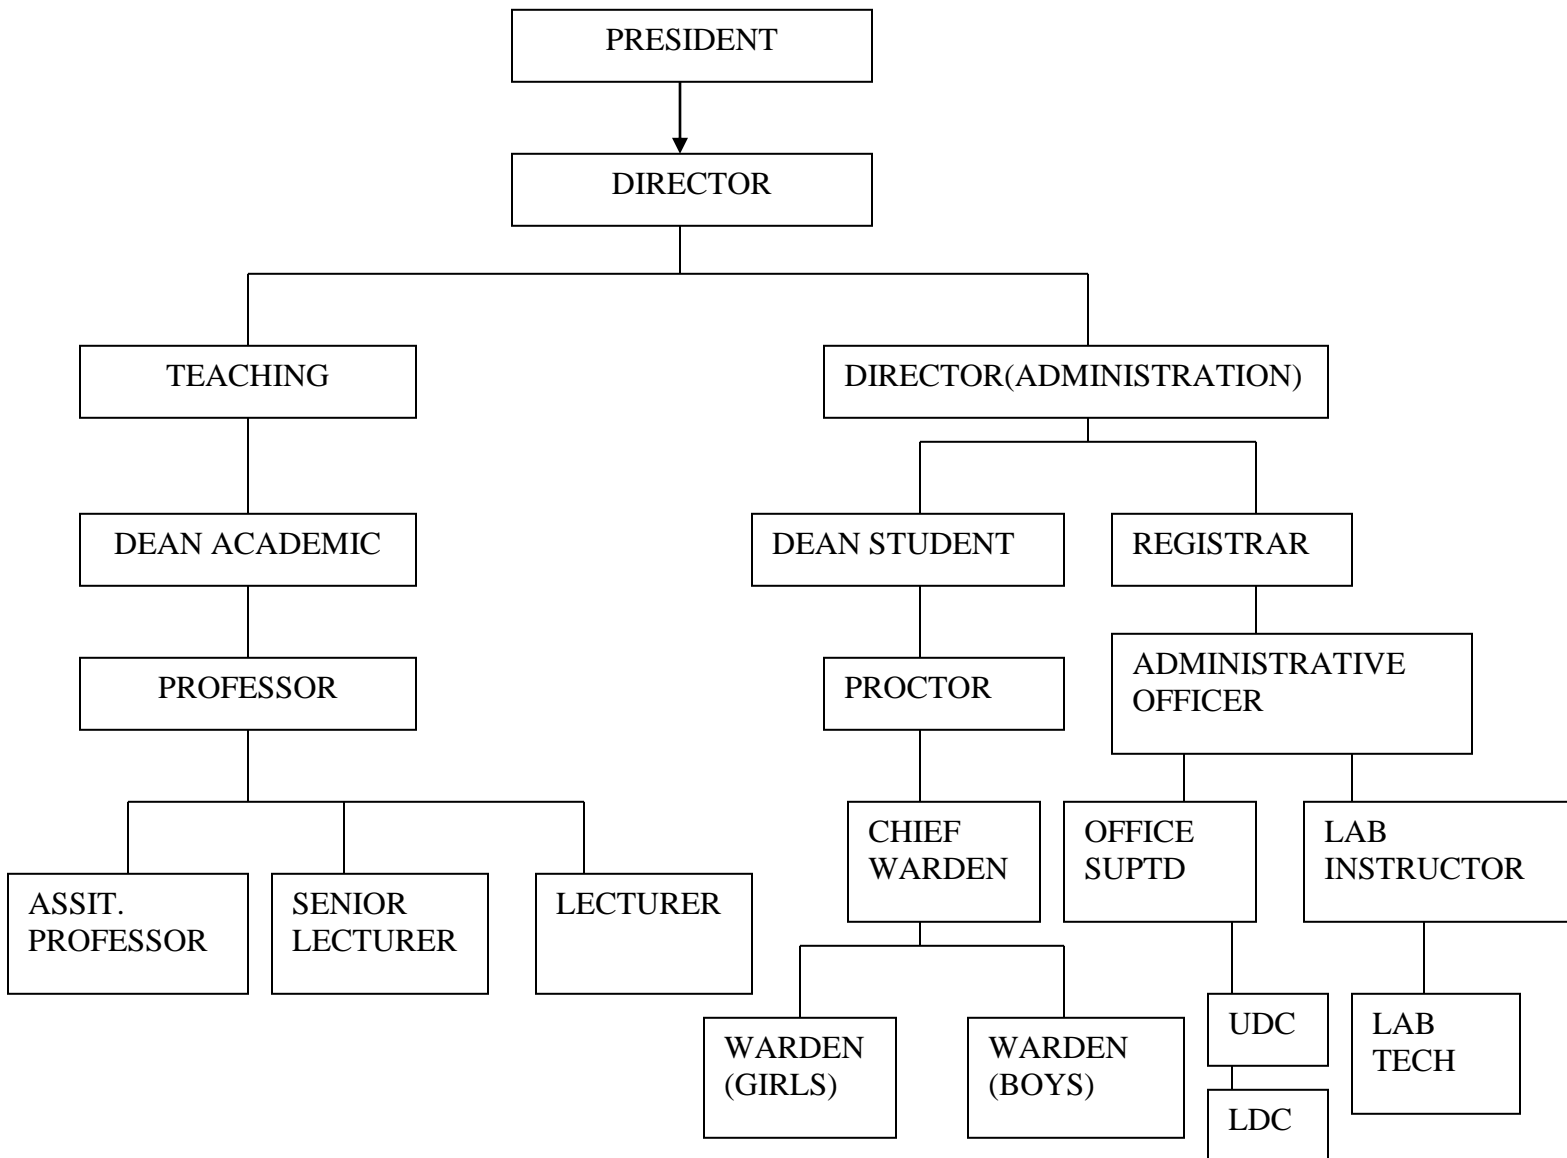 PRESIDENT
DIRECTOR
TEACHING
DIRECTOR(ADMINISTRATION)
DEAN ACADEMIC
DEAN STUDENT
REGISTRAR
PROFESSOR
PROCTOR
ADMINISTRATIVE
OFFICER
CHIEF
WARDEN
OFFICE
SUPTD
LAB
INSTRUCTOR
ASSIT.
PROFESSOR
SENIOR
LECTURER
LECTURER
WARDEN
(GIRLS)
WARDEN
(BOYS)
UDC
LAB
TECH
LDC